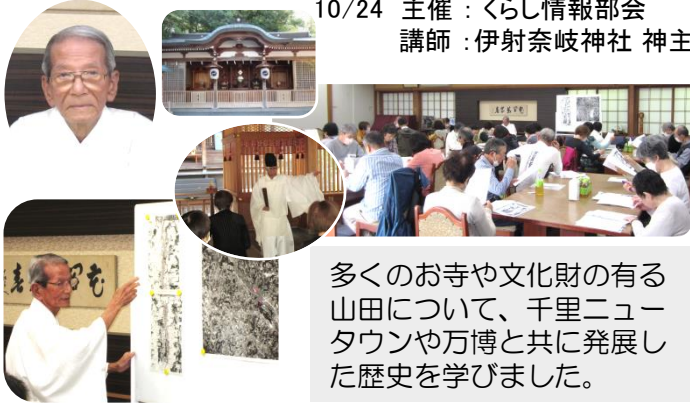 10/24 主催：くらし情報部会
講師：伊射奈岐神社 神主
多くのお寺や文化財の有る
山田について、千里ニュー
タウンや万博と共に発展し
た歴史を学びました。